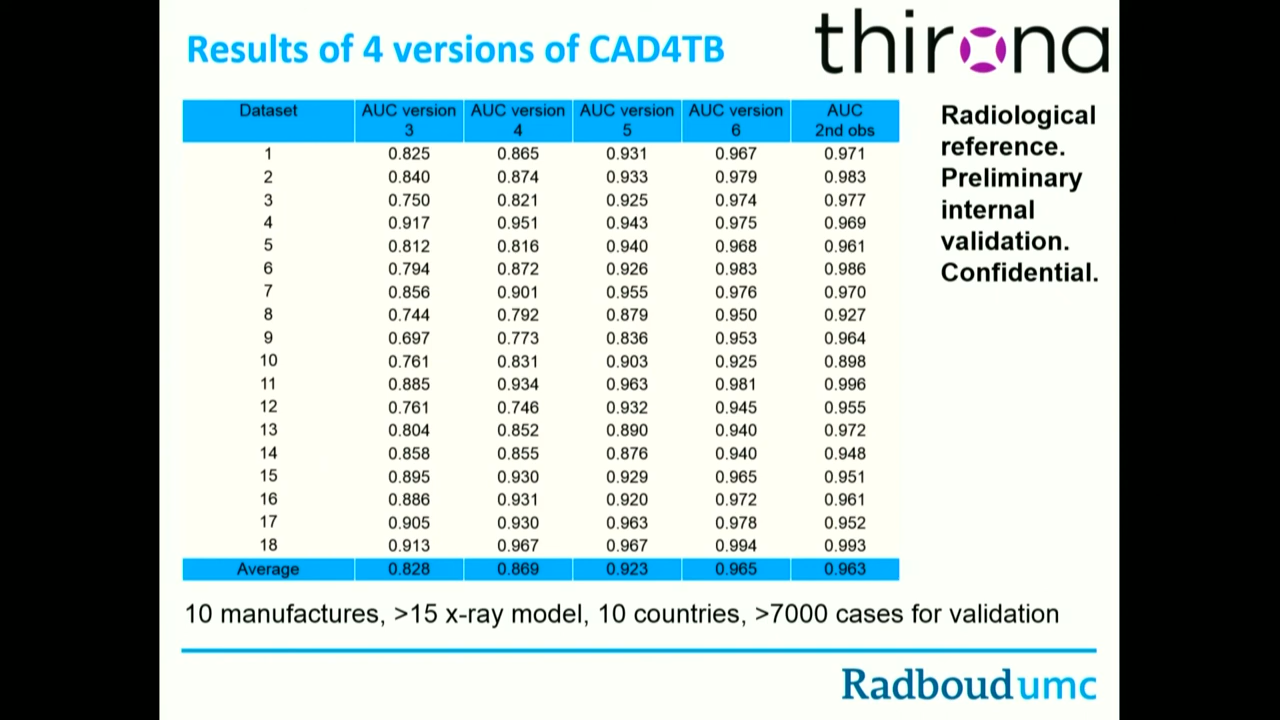 Results of 4 versions of CAD4TB
thirona
Dataset AUC version 3 AUC version 4 AUC version 5 AUC version 6 AUC 2nd obs
1 0.825 0.865 0.931 0.967 0.971
2 0.840 0.874 0.933 0.979 0.983
3 0.750 0.821 0.925 0.974 0.977
4 0.917 0.951 0.943 0.975 0.969
5 0.812 0.816 0.940 0.968 0.961
6 0.794 0.872 0.926 0.983 0.986
7 0.856 0.901 0.955 0.976 0.970
8 0.744 0.792 0.879 0.950 0.927
9 0.697 0.773 0.836 0.953 0.964
10 0.761 0.831 0.903 0.925 0.898
11 0.885 0.934 0.963 0.981 0.996
12 0.761 0.746 0.932 0.945 0.955
13 0.804 0.852 0.890 0.940 0.972
14 0.858 0.855 0.876 0.940 0.948
15 0.895 0.930 0.929 0.965 0.951
16 0.886 0.931 0.920 0.972 0.961
17 0.905 0.930 0.963 0.978 0.952
18 0.913 0.967 0.967 0.994 0.993
Average 0.828 0.869 0.923 0.965 0.963
Radiological
reference.
Preliminary
internal
validation.
Confidential.
10 manufactures, >15 x-ray model, 10 countries, >7000 cases for validation
Radboudumc